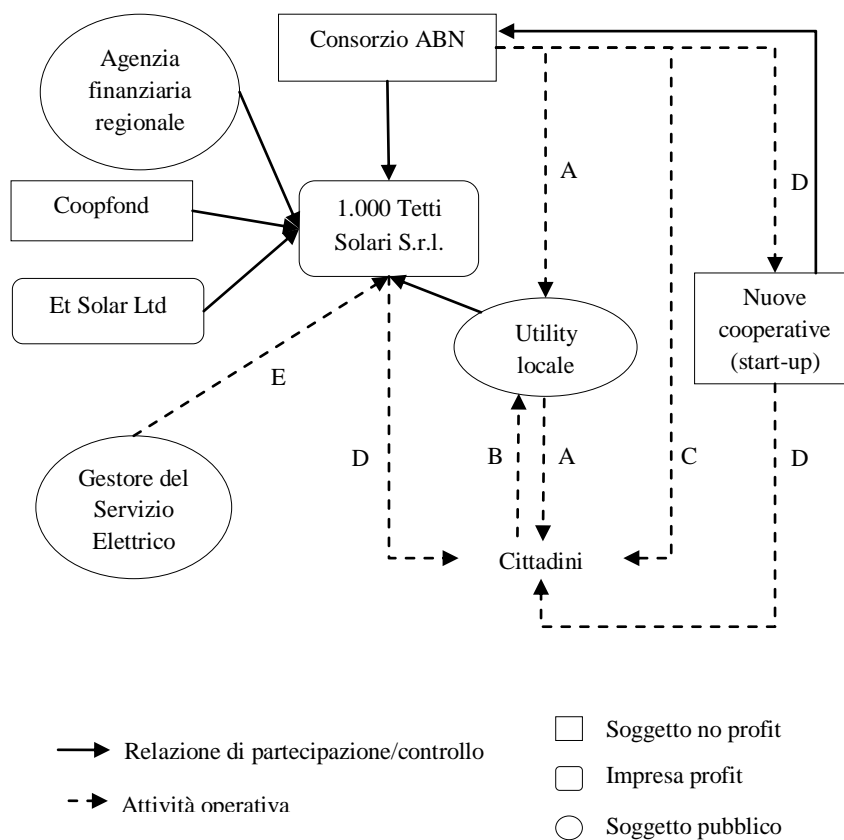 Consorzio ABN
Agenzia
finanziaria
regionale
A
D
Coopfond
1.000 Tetti
Solari S.r.l.
Et Solar Ltd
Nuove
cooperative
(start-up)
Utility
locale
E
D
B
A
C
D
Gestore del
Servizio
Elettrico
Cittadini
Relazione di partecipazione/controllo
Attività operativa
Soggetto no profit
Impresa profit
Soggetto pubblico